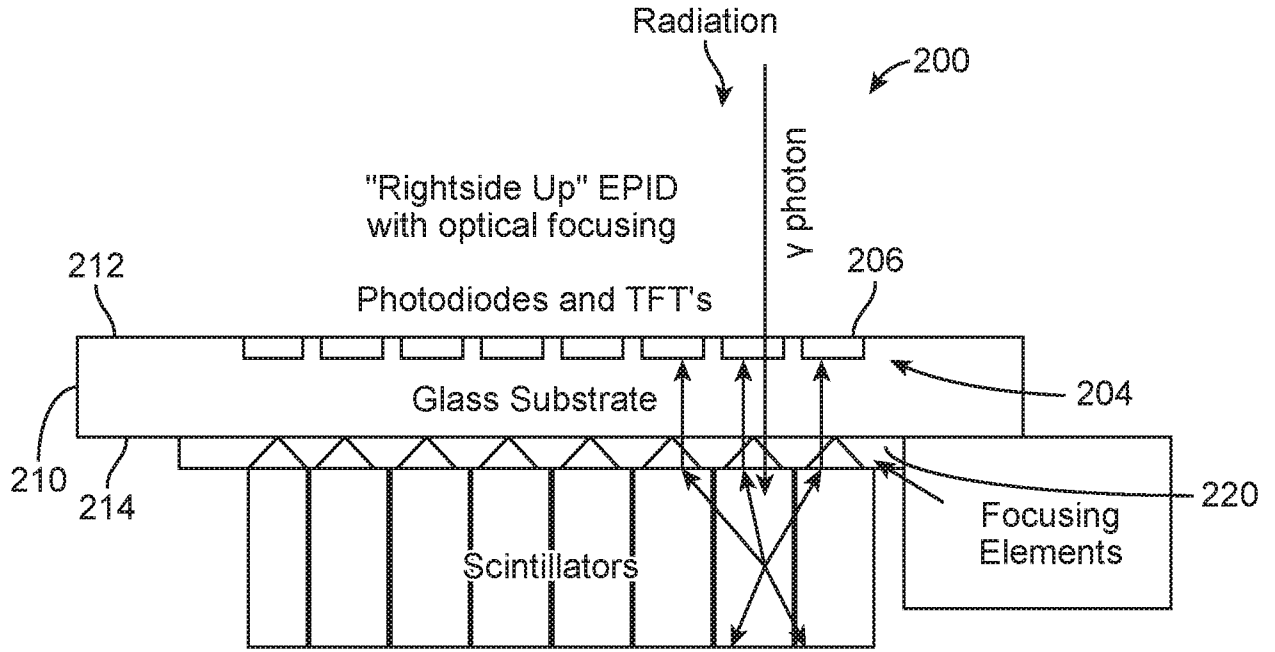 Radiation
200
"Rightside Up" EPID
with optical focusing
γ photon
212
Photodiodes and TFT's
206
Glass Substrate
204
210
214
220
Focusing
Elements
Scintillators